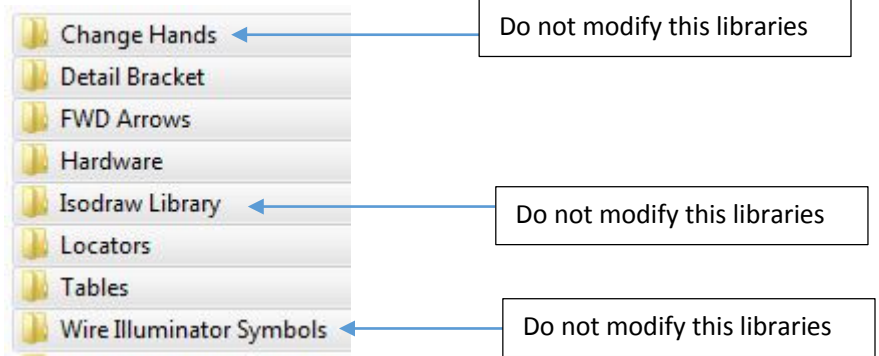 Change Hands
Do not modify this libraries
Detail Bracket
FWD Arrows
Hardware
Isodraw Library
Do not modify this libraries
Locators
Tables
Wire Illuminator Symbols
Do not modify this libraries